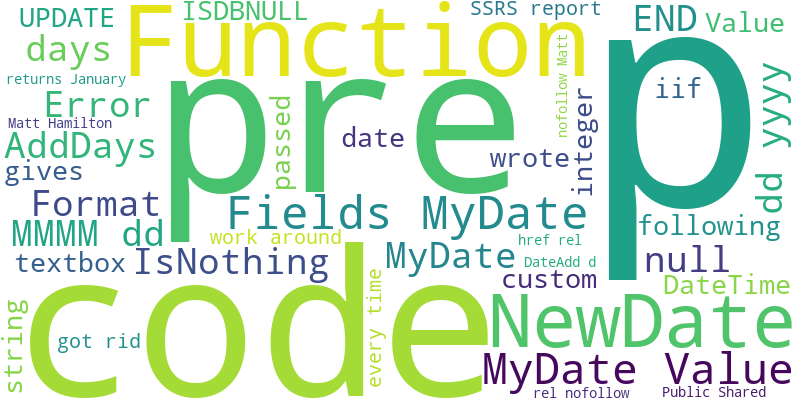 UPDATE
ISDBNULL
SSRS report
END
Value
Function
days
returns January
Error
Matt Hamilton
AddDays
gives
Format
MMMM dd
textbox
IsNothing
pre
p
passed
date
wrote
integer
nofollow Matt
iif
yyyy
dd
Fields MyDate
work around
MyDate
href rel
DateAdd d
custom
following
null
DateTime
code
got rid
string
every time
NewDate
MyDate Value
rel nofollow
Public Shared